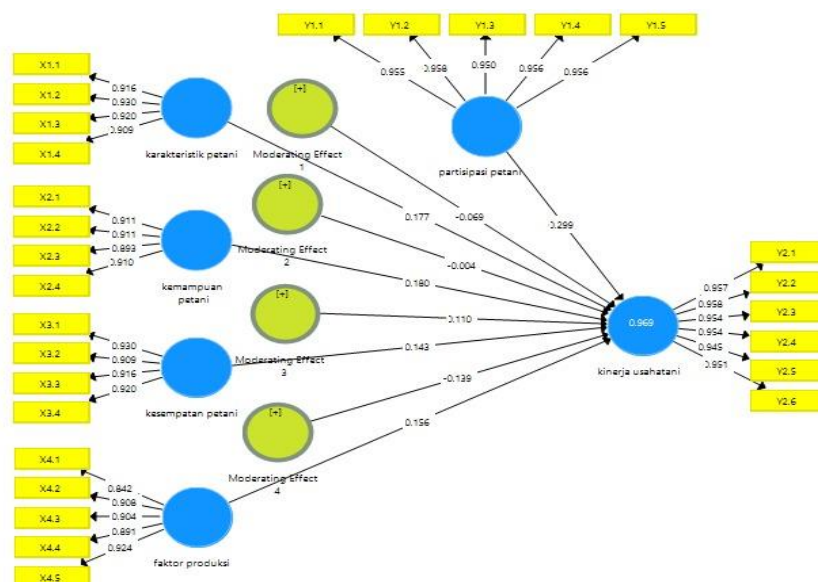 Y1.1 Y1.2 Y1.3 Y1.4 Y1.5
0.955 0.958 0.950 0.956 0.956
partisipasi petani
X1.1
X1.2
X1.3
X1.4
0.916
0.930
0.920
0.909
karakteristik petani
[+]
Moderating Effect
1
X2.1
X2.2
X2.3
X2.4
0.911
0.911
0.893
0.910
kemampuan
petani
[+]
Moderating Effect
2
X3.1
X3.2
X3.3
X3.4
0.930
0.909
0.916
0.920
kesempatan petani
[+]
Moderating Effect
3
X4.1
X4.2
X4.3
X4.4
X4.5
0.842
0.908
0.904
0.891
0.924
faktor produksi
[+]
Moderating Effect
4
0.177
-0.069
0.299
-0.004
0.180
0.110
0.143
-0.139
0.156
0.969
kinerja usahatani
0.957
0.958
0.954
0.954
0.945
0.951
Y2.1
Y2.2
Y2.3
Y2.4
Y2.5
Y2.6